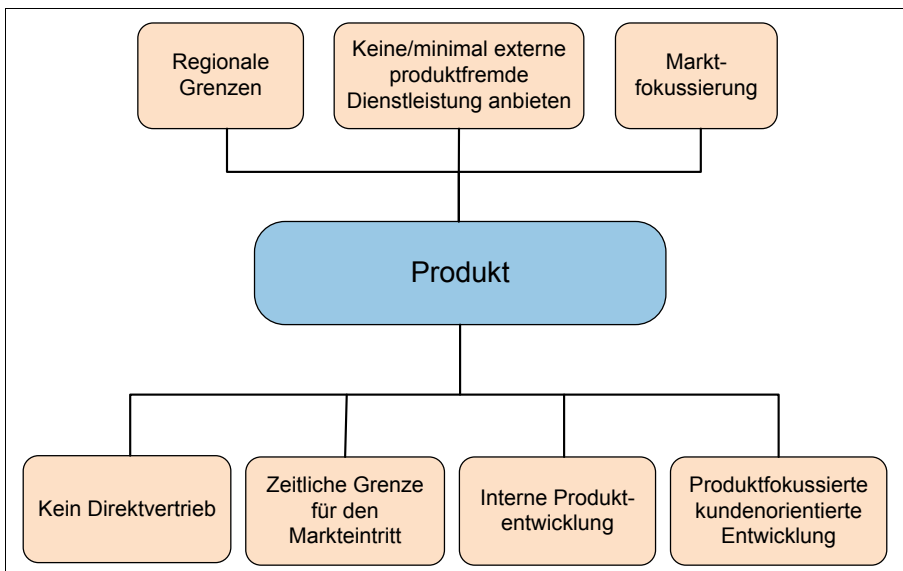 Regionale
Grenzen
Keine/minimal externe
produktfremde
Dienstleistung anbieten
Markt-
fokussierung
Produkt
Kein Direktvertrieb
Zeitliche Grenze
für den
Markteintritt
Interne Produkt-
entwicklung
Produktfokussierte
kundenorientierte
Entwicklung